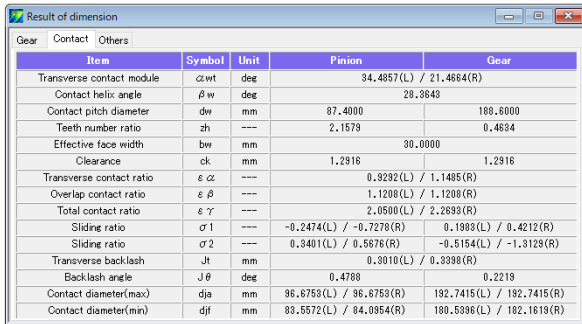 Result of dimension
Gear Contact Others
Item Symbol Unit Pinion Gear
Transverse contact module αwt deg 34.4857(L) / 21.4664(R)
Contact helix angle βw deg 28.3643
Contact pitch diameter dw mm 87.4000 188.6000
Teeth number ratio zh --- 2.1579 0.4634
Effective face width bw mm 30.0000
Clearance ck mm 1.2916 1.2916
Transverse contact ratio εα --- 0.9292(L) / 1.1485(R)
Overlap contact ratio εβ --- 1.1208(L) / 1.1208(R)
Total contact ratio εγ --- 2.0500(L) / 2.2693(R)
Sliding ratio σ1 --- -0.2474(L) / -0.7278(R) 0.1983(L) / 0.4212(R)
Sliding ratio σ2 --- 0.3401(L) / 0.5676(R) -0.5154(L) / -1.3129(R)
Transverse backlash Jt mm 0.3010(L) / 0.3398(R)
Backlash angle Jθ deg 0.4788 0.2219
Contact diameter(max) dja mm 96.6753(L) / 96.6753(R) 192.7415(L) / 192.7415(R)
Contact diameter(min) djf mm 83.5572(L) / 84.0954(R) 180.5396(L) / 182.1619(R)